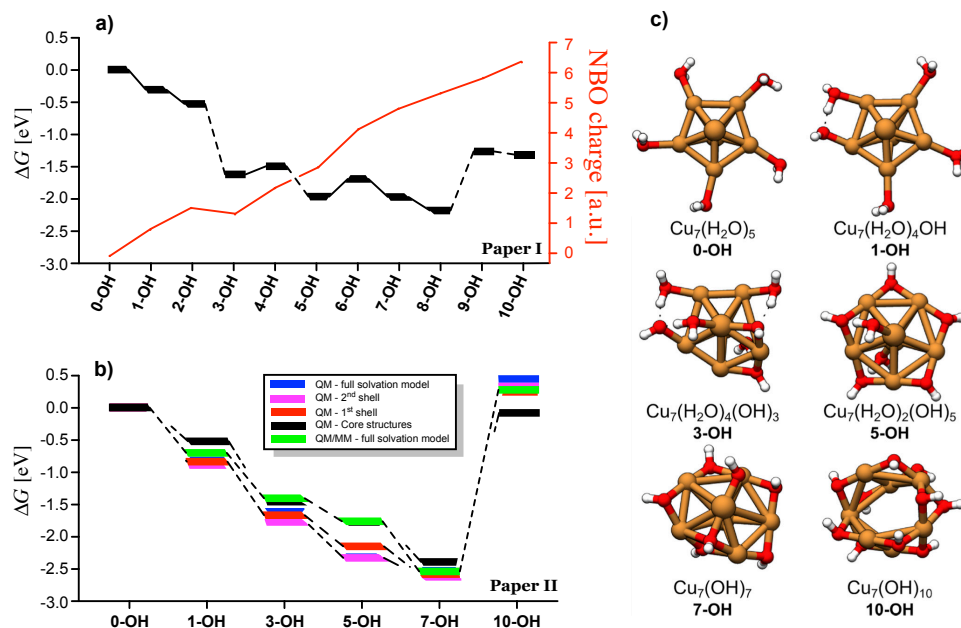 a)
ΔG [eV]
0.5
0.0
-0.5
-1.0
-1.5
-2.0
-2.5
-3.0
7
6
5
4
3
2
1
0
NBO charge [a.u.]
Paper I
0-OH 1-OH 2-OH 3-OH 4-OH 5-OH 6-OH 7-OH 8-OH 9-OH 10-OH
b)
ΔG [eV]
0.5
0.0
-0.5
-1.0
-1.5
-2.0
-2.5
-3.0
QM - full solvation model
QM - 2nd shell
QM - 1st shell
QM - Core structures
QM/MM - full solvation model
Paper II
0-OH 1-OH 3-OH 5-OH 7-OH 10-OH
c)
Cu7(H2O)5
0-OH
Cu7(H2O)4OH
1-OH
Cu7(H2O)4(OH)3
3-OH
Cu7(H2O)2(OH)5
5-OH
Cu7(OH)7
7-OH
Cu7(OH)10
10-OH